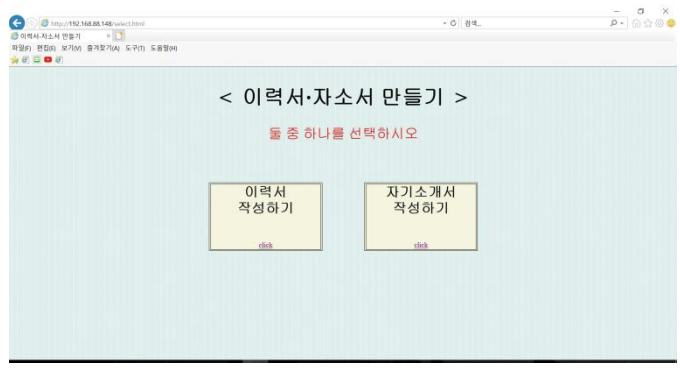 http://192.168.88.148/select.html
검색...
이력서·자소서 만들기
파일(F) 편집(E) 보기(V) 즐겨찾기(A) 도구(T) 도움말(H)
< 이력서·자소서 만들기 >
둘 중 하나를 선택하시오
이력서
작성하기
click
자기소개서
작성하기
click